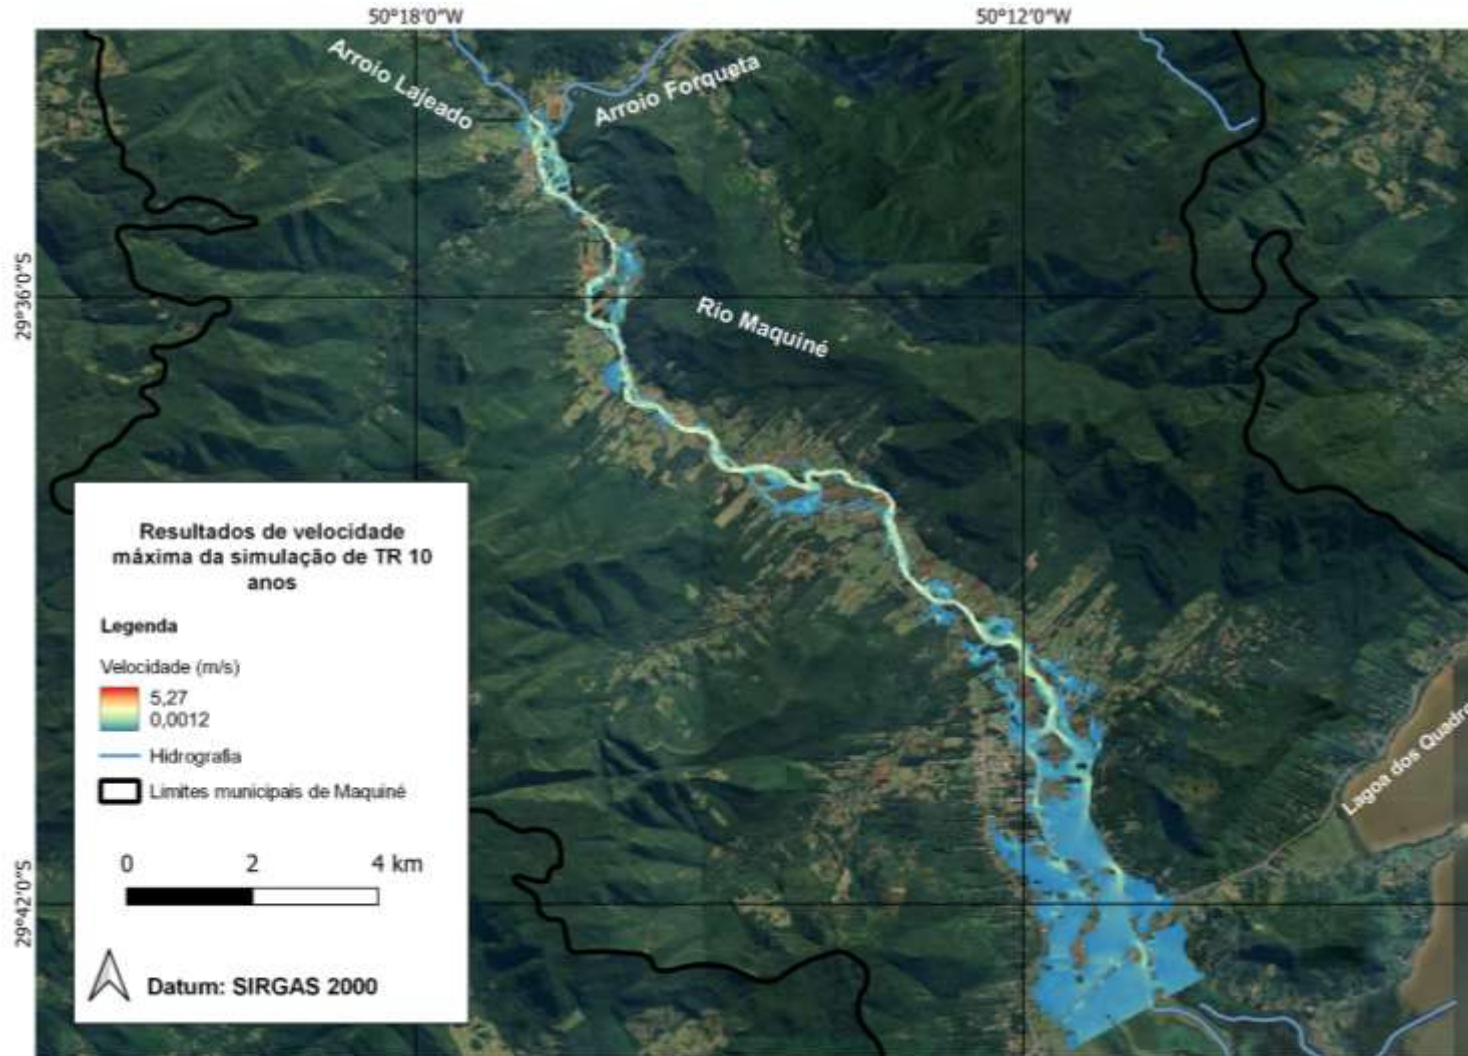 50°18'0"W
50°12'0"W
Arroio Lajeado
Arroio Forqueta
29°36'0"S
Rio Maquiné
Resultados de velocidade
máxima da simulação de TR 10
anos
Legenda
Velocidade (m/s)
5,27
0,0012
Hidrografia
Limites municipais de Maquiné
0 2 4 km
Lagoa dos Quadro
29°42'0"S
Datum: SIRGAS 2000